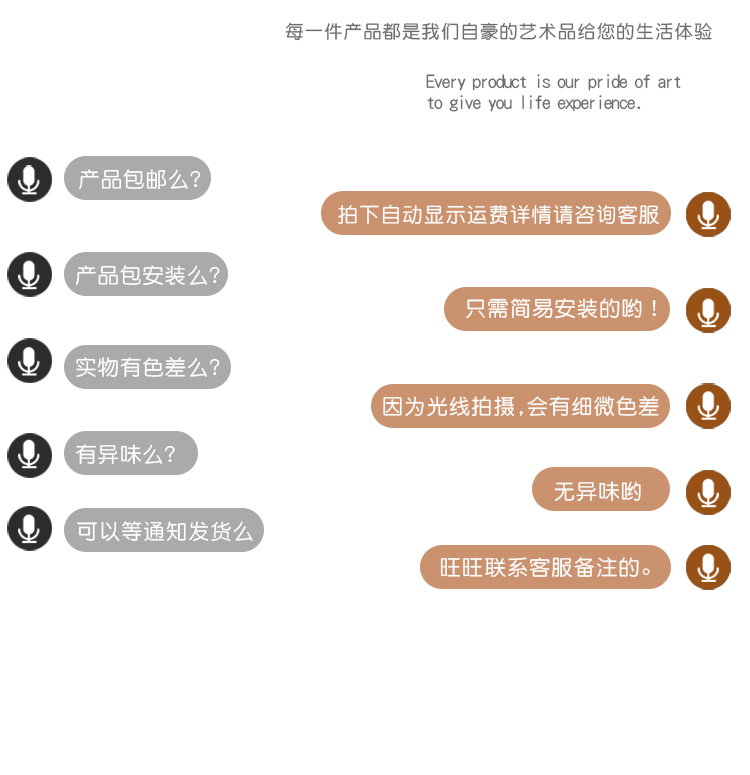 每一件产品都是我们自豪的艺术品给您的生活体验
Every product is our pride of art
to give you life experience.
产品包邮么?
拍下自动显示运费详情请咨询客服
产品包安装么?
只需简易安装的哟！
实物有色差么?
因为光线拍摄,会有细微色差
有异味么?
无异味哟
可以等通知发货么
旺旺联系客服备注的。